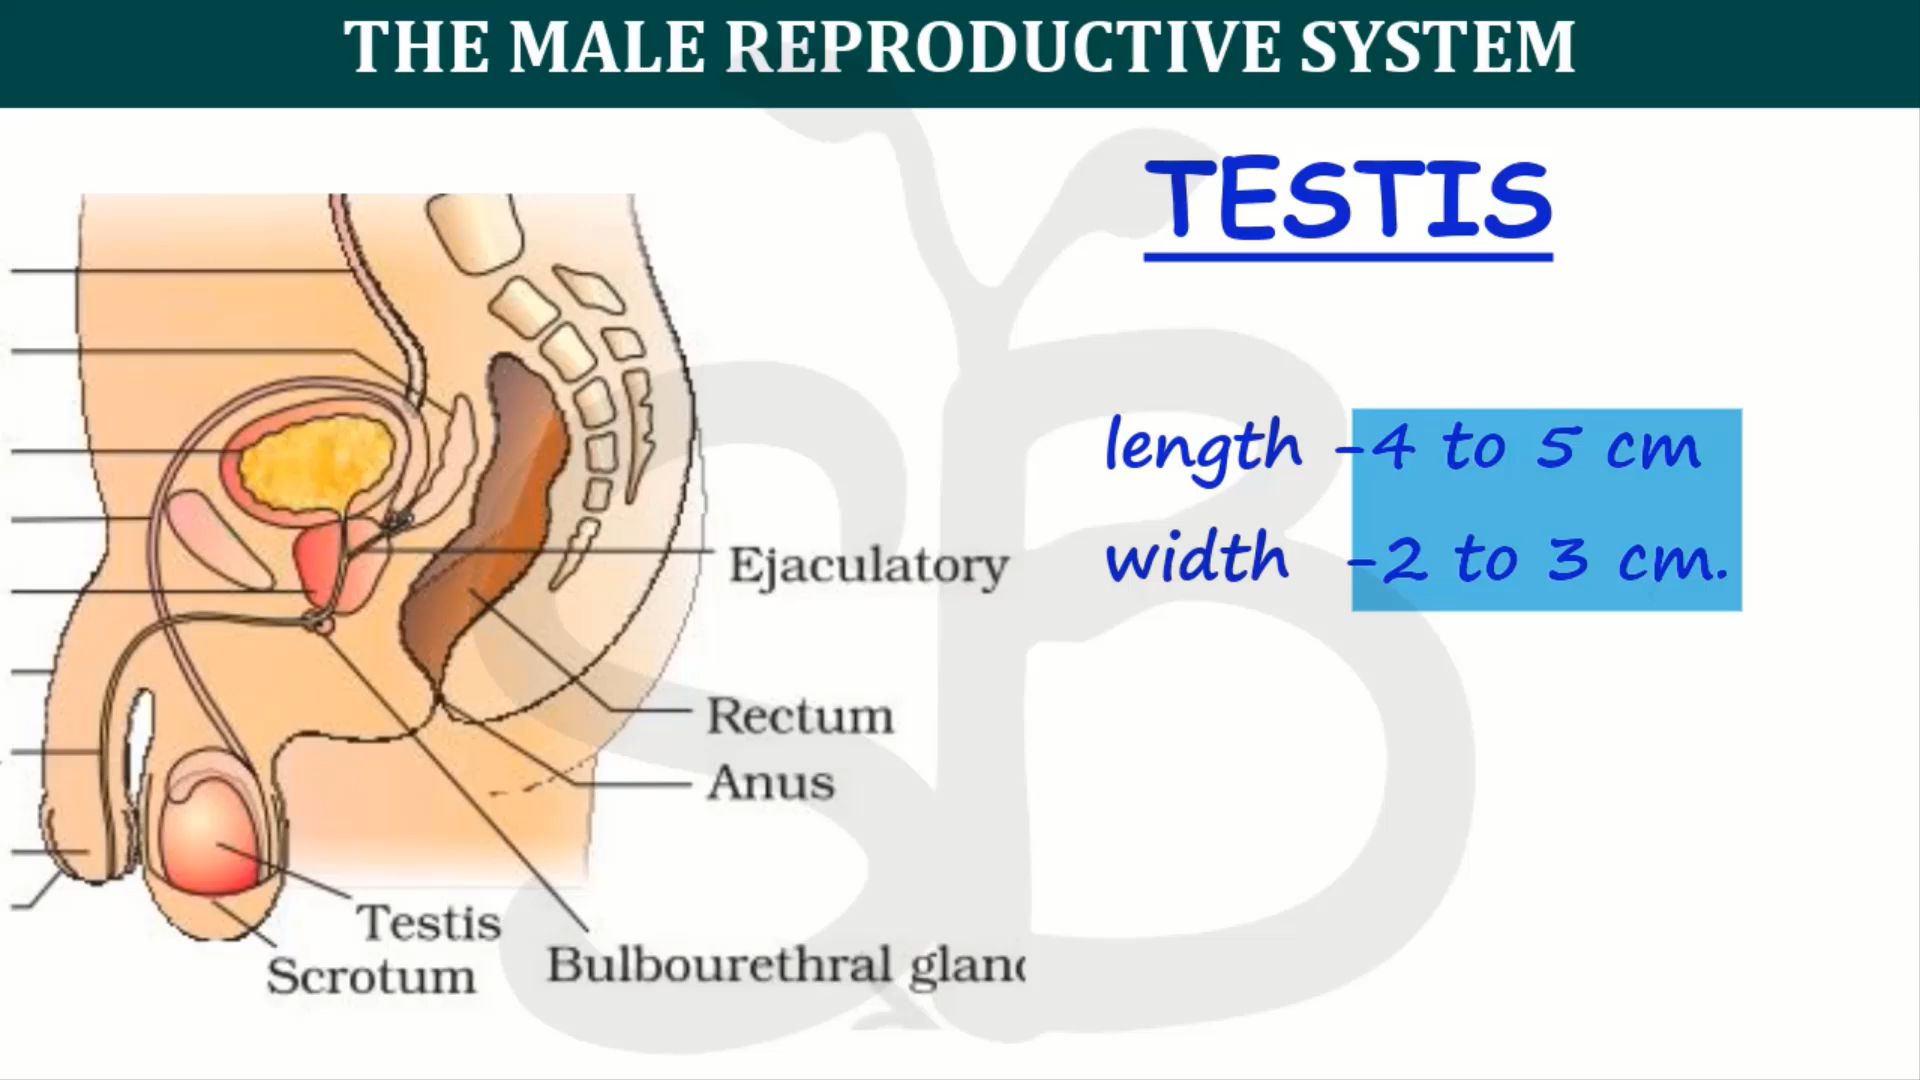 THE MALE REPRODUCTIVE SYSTEM
TESTIS
length -4 to 5 cm
width -2 to 3 cm.
Ejaculatory
Rectum
Anus
Testis
Scrotum
Bulbourethral gland
SB